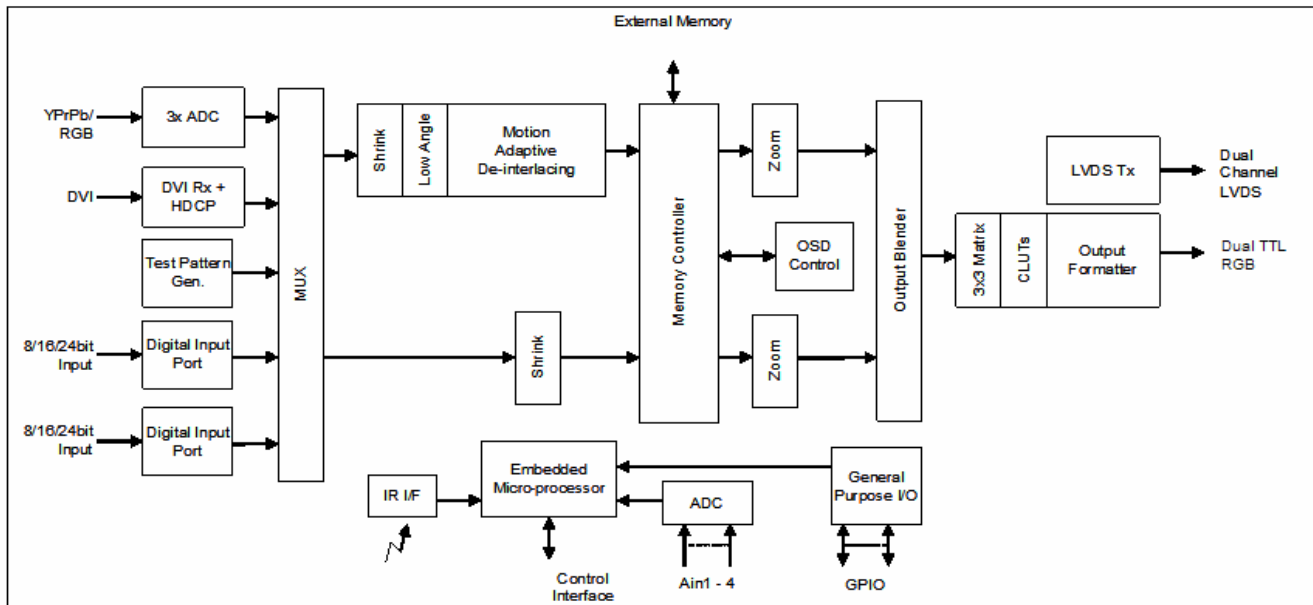 External Memory
YPrPb/
RGB
3x ADC
DVI
DVI Rx +
HDCP
Test Pattern
Gen.
8/16/24bit
Input
Digital Input
Port
8/16/24bit
Input
Digital Input
Port
MUX
Shrink
Low Angle
Motion
Adaptive
De-interlacing
Shrink
Memory Controller
Zoom
OSD
Control
Zoom
Output Blender
3x3 Matrix
CLUTs
Output
Formatter
LVDS Tx
Dual
Channel
LVDS
Dual TTL
RGB
IR I/F
Embedded
Micro-processor
Control
Interface
ADC
Ain1 - 4
General
Purpose I/O
GPIO